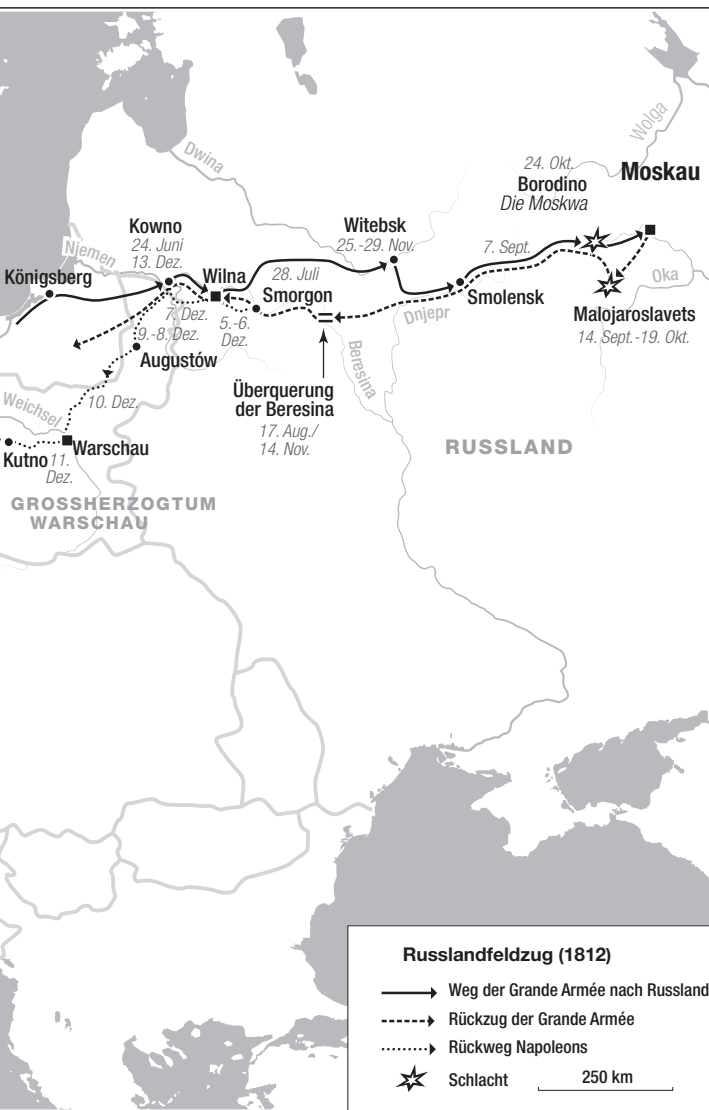 Wolga
Dwina
24. Okt.
Borodino
Die Moskwa
Moskau
Kowno
24. Juni
13. Dez.
Witebsk
25.-29. Nov.
7. Sept.
Njemen
Königsberg
Wilna
28. Juli
Smorgon
Smolensk
Oka
Malojaroslavets
14. Sept.-19. Okt.
7. Dez.
5.-6.
Dez.
9.-8. Dez.
Dnjepr
Augustów
Beresina
Überquerung
der Beresina
17. Aug./
14. Nov.
Weichsel
10. Dez.
Warschau
Kutno
11.
Dez.
RUSSLAND
GROSSHERZOGTUM
WARSCHAU
Russlandfeldzug (1812)
Weg der Grande Armée nach Russland
Rückzug der Grande Armée
Rückweg Napoleons
Schlacht
250 km